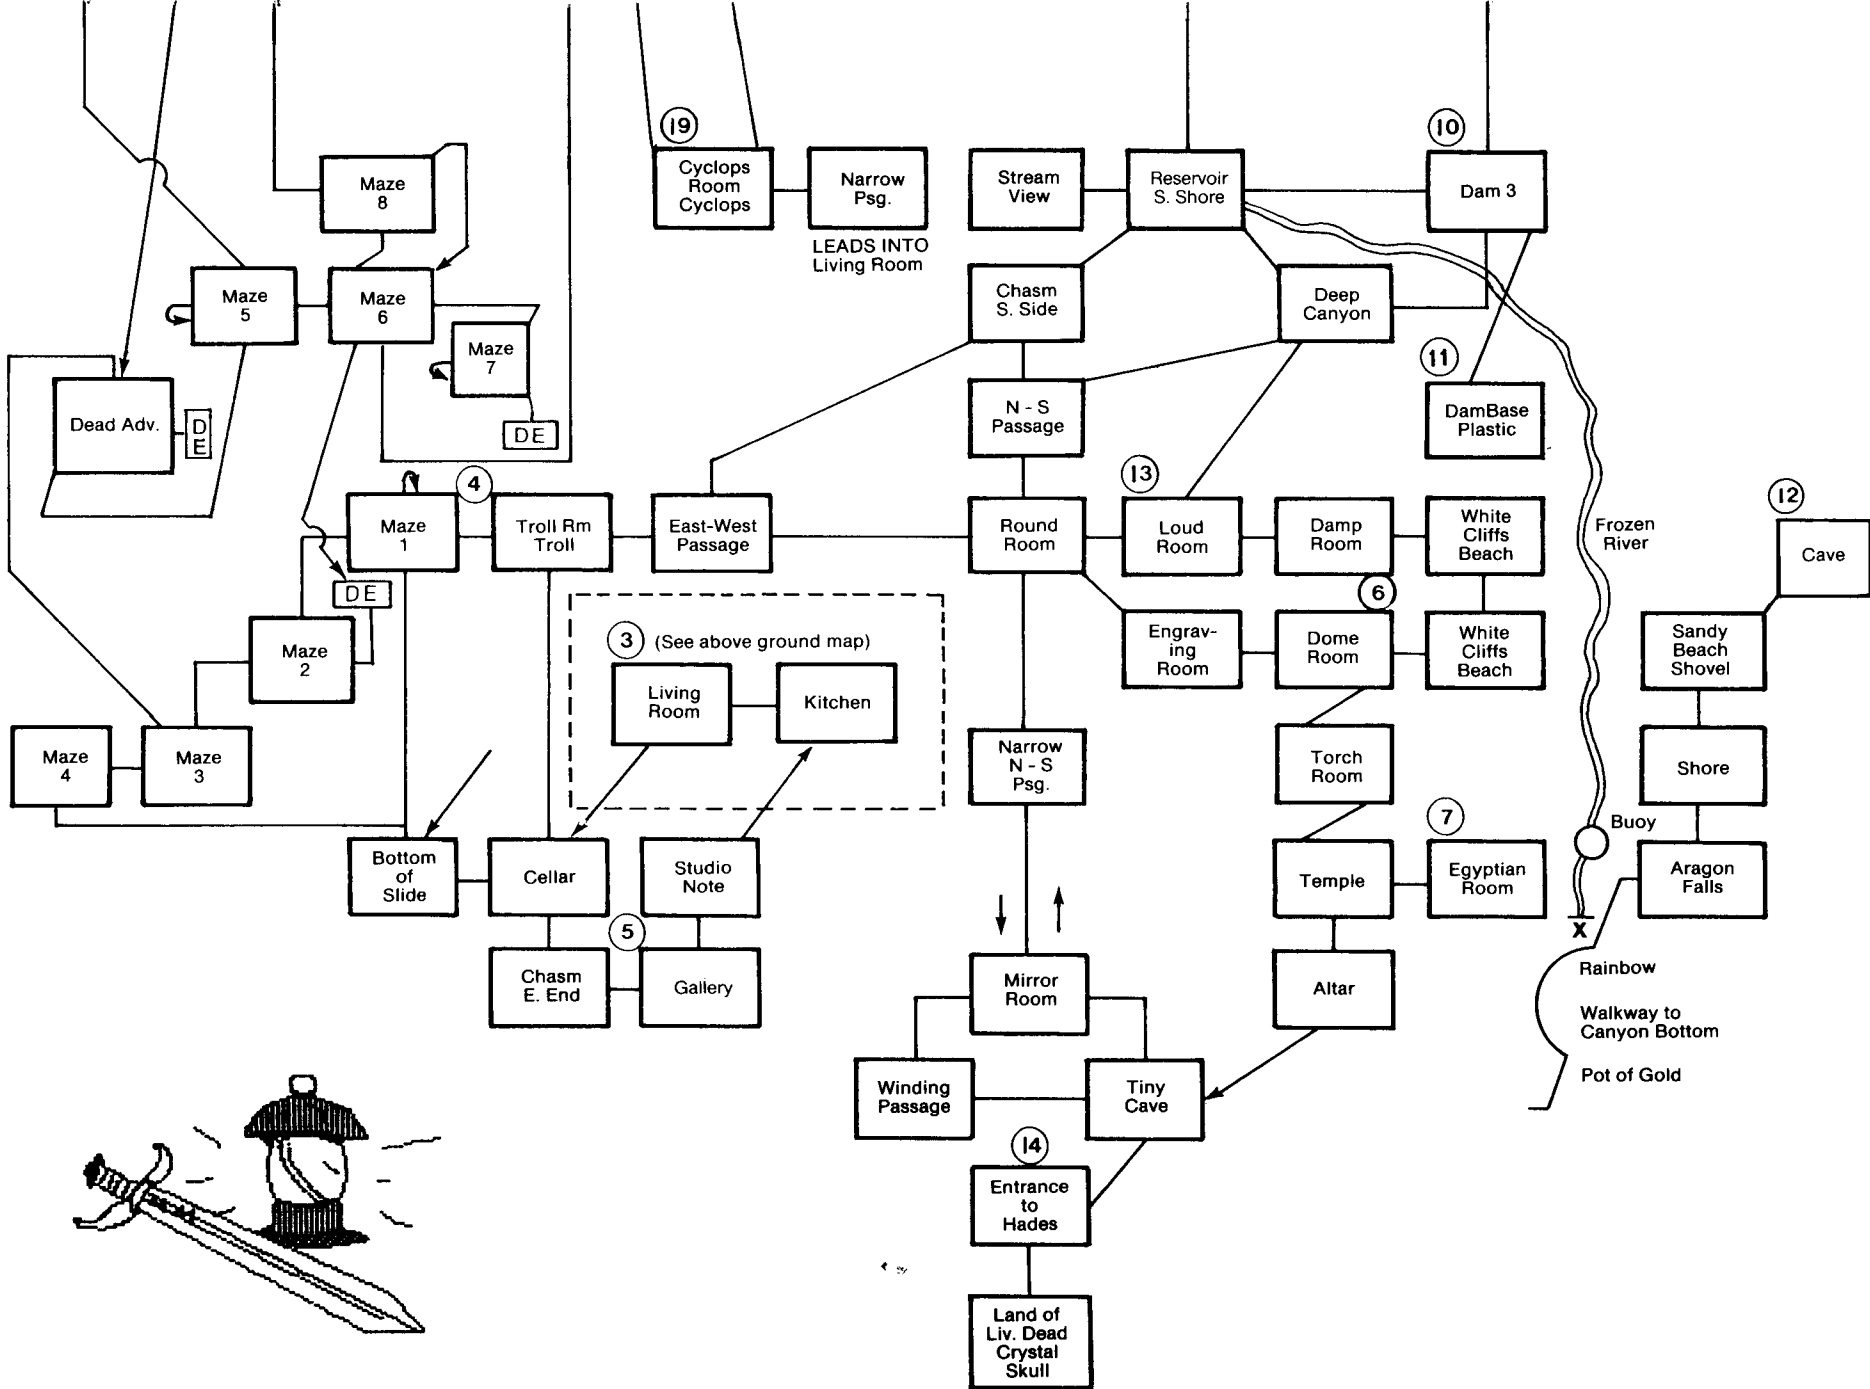 19
10
Cyclops
Room
Cyclops
Narrow
Psg.
LEADS INTO
Living Room
Stream
View
Reservoir
S. Shore
Dam 3
Maze
8
Maze
5
Maze
6
Maze
7
DE
Chasm
S. Side
Deep
Canyon
11
DamBase
Plastic
Dead Adv.
D
E
N - S
Passage
4
13
12
Maze
1
Troll Rm
Troll
East-West
Passage
Round
Room
Loud
Room
Damp
Room
White
Cliffs
Beach
Frozen
River
Cave
DE
6
3
(See above ground map)
Maze
2
Living
Room
Kitchen
Engrav-
ing
Room
Dome
Room
White
Cliffs
Beach
Sandy
Beach
Shovel
Maze
4
Maze
3
Narrow
N - S
Psg.
Torch
Room
Shore
7
Buoy
Bottom
of
Slide
Cellar
Studio
Note
Temple
Egyptian
Room
Aragon
Falls
5
X
Chasm
E. End
Gallery
Mirror
Room
Altar
Rainbow
Walkway to
Canyon Bottom
Pot of Gold
Winding
Passage
Tiny
Cave
14
Entrance
to
Hades
Land of
Liv. Dead
Crystal
Skull